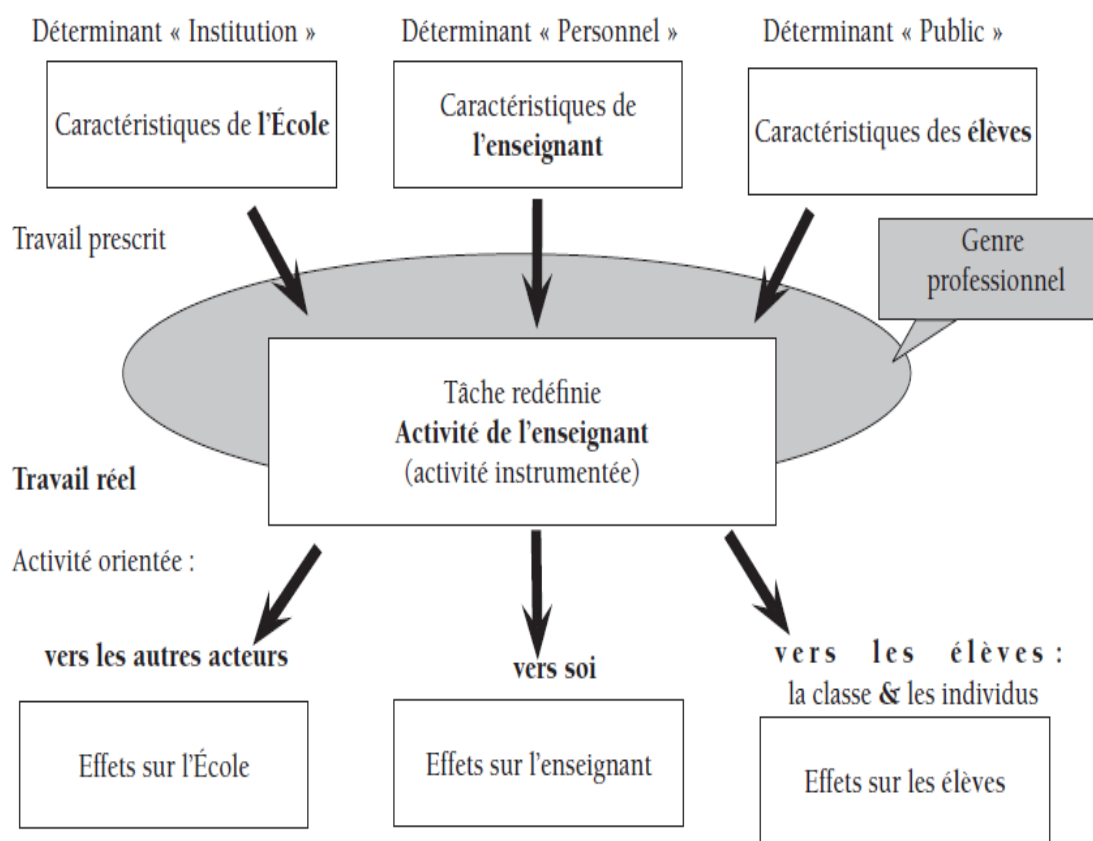 Déterminant « Institution »
Déterminant « Personnel »
Déterminant « Public »
Caractéristiques de l'École
Caractéristiques de
l'enseignant
Caractéristiques des élèves
Travail prescrit
Genre
professionnel
Tâche redéfinie
Activité de l'enseignant
(activité instrumentée)
Travail réel
Activité orientée :
vers les autres acteurs
vers soi
vers les élèves :
la classe & les individus
Effets sur l'École
Effets sur l'enseignant
Effets sur les élèves